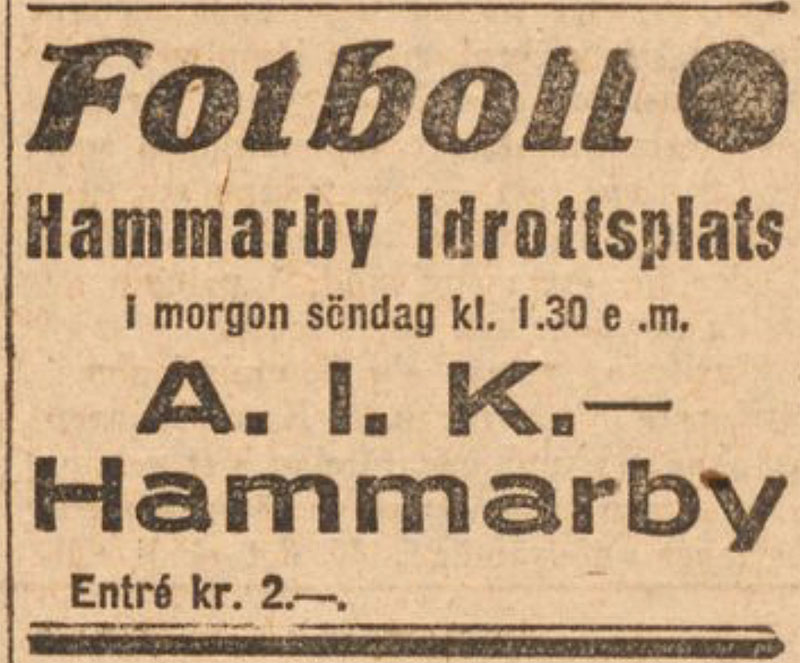 Fotboll
Hammarby Idrottsplats
i morgon söndag kl. 1.30 e .m.
A. I. K.—
Hammarby
Entré kr. 2.—.